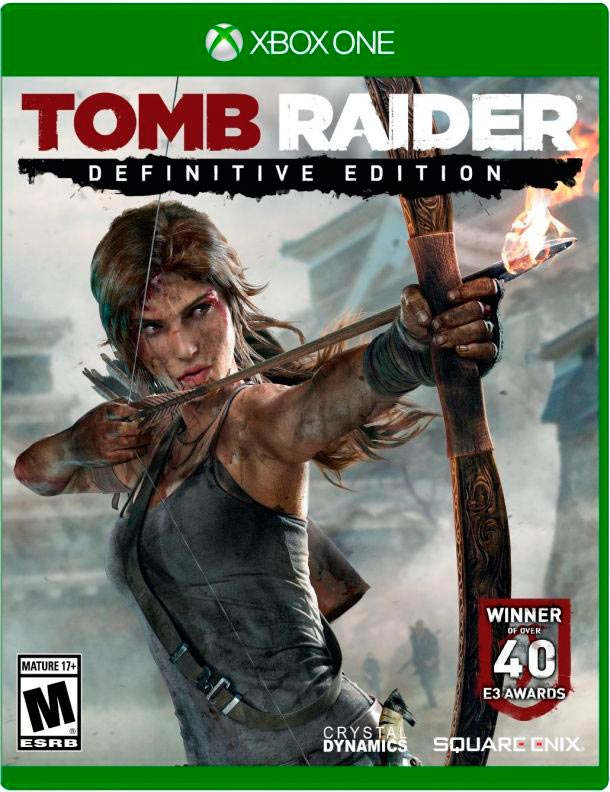 XBOX ONE
TOMB RAIDER®
DEFINITIVE EDITION
WINNER
OF OVER
40
E3 AWARDS
MATURE 17+
M®
ESRB
CRYSTAL
DYNAMICS
SQUARE ENIX®